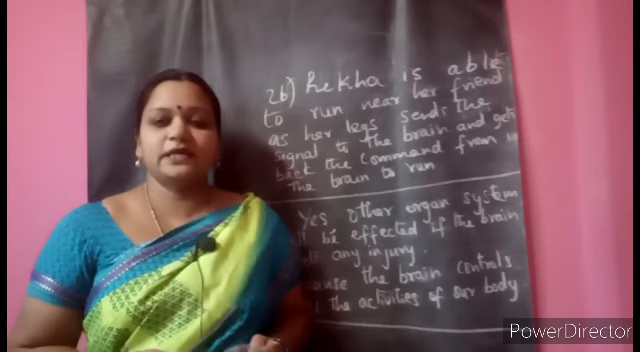 2b) Rekha is able
to run near her friend
as her legs sends the
signal to the brain and gets
back the command from
the brain to run
Yes other organ system
be effected if the brain
any injury
the brain controls
the activities of our body
PowerDirector